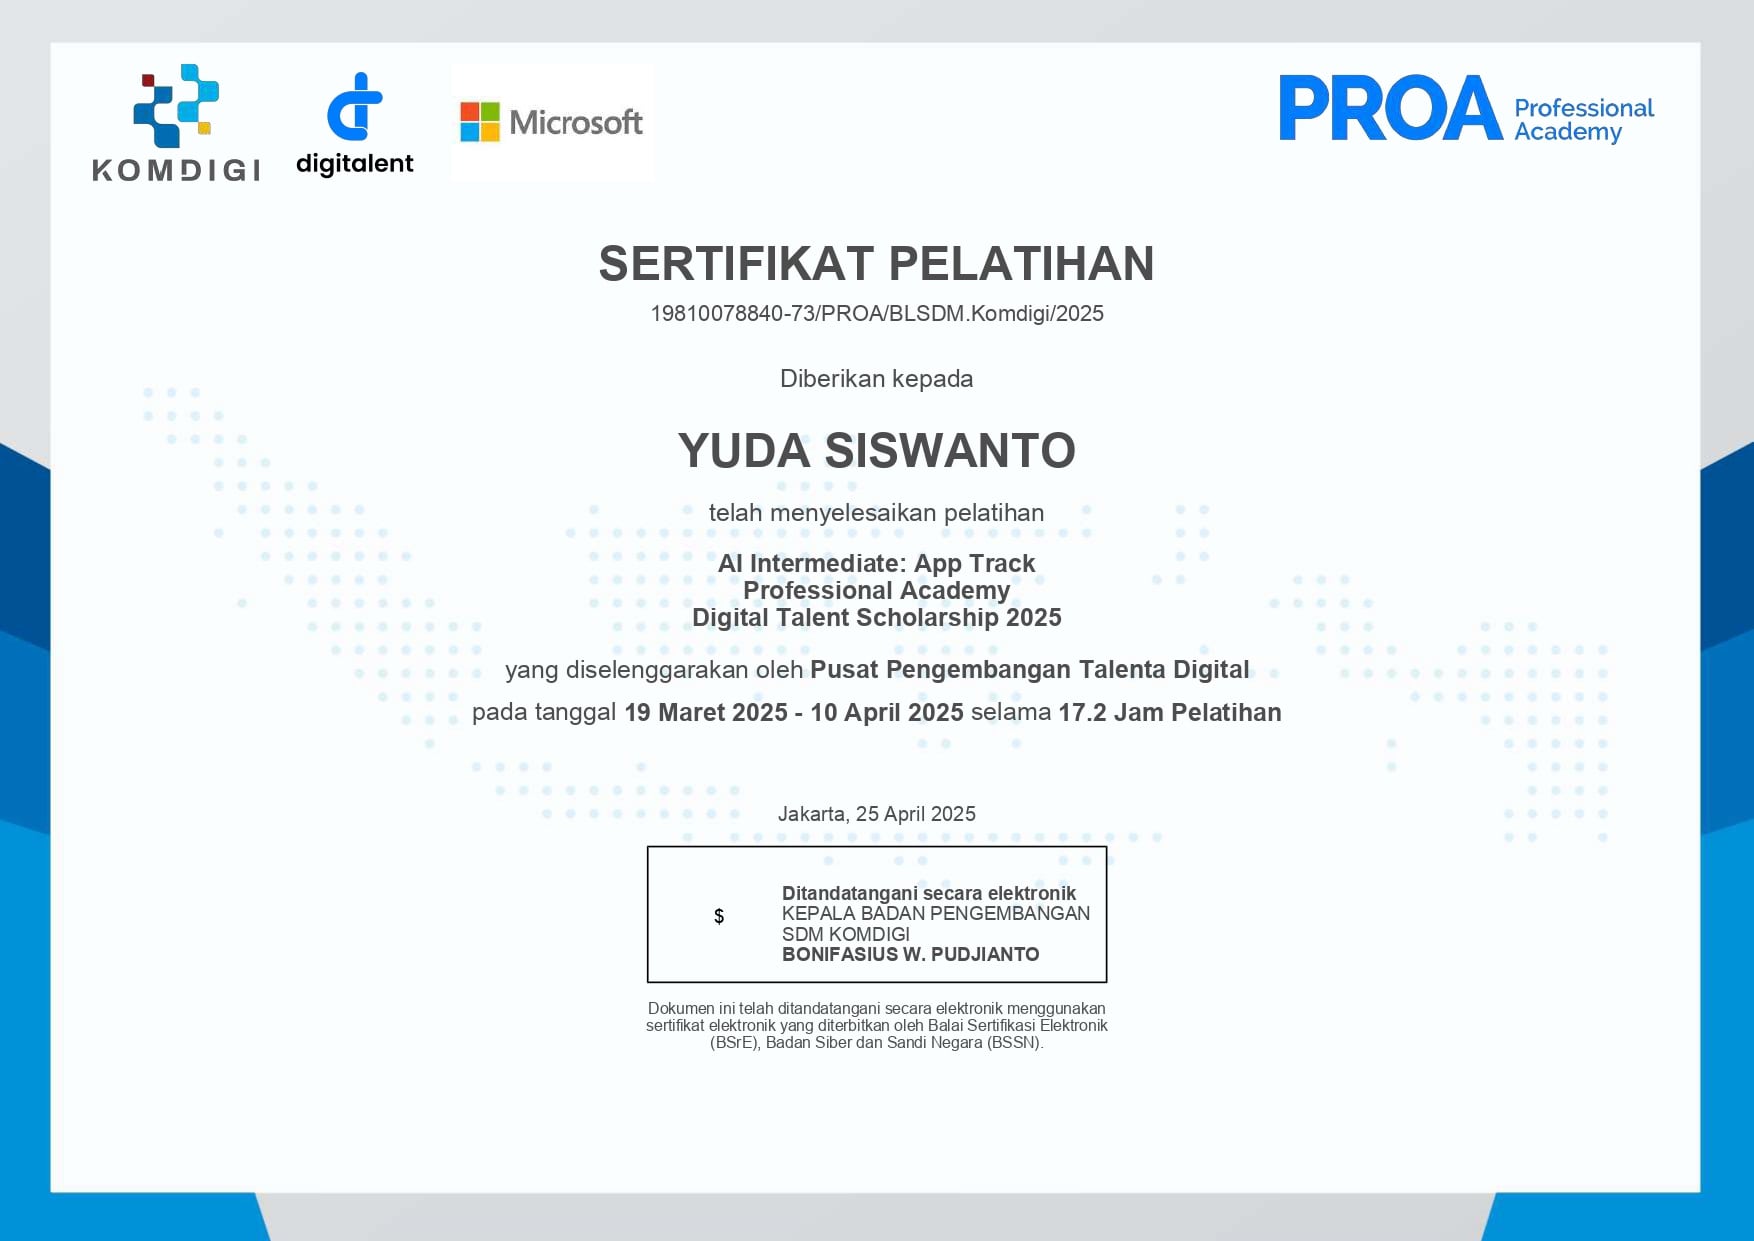 KOMDIGI
digitalent
Microsoft
PROA Professional Academy
SERTIFIKAT PELATIHAN
19810078840-73/PROA/BLSDM.Komdigi/2025
Diberikan kepada
YUDA SISWANTO
telah menyelesaikan pelatihan
AI Intermediate: App Track
Professional Academy
Digital Talent Scholarship 2025
yang diselenggarakan oleh Pusat Pengembangan Talenta Digital
pada tanggal 19 Maret 2025 - 10 April 2025 selama 17.2 Jam Pelatihan
Jakarta, 25 April 2025
$
Ditandatangani secara elektronik
KEPALA BADAN PENGEMBANGAN
SDM KOMDIGI
BONIFASIUS W. PUDJIANTO
Dokumen ini telah ditandatangani secara elektronik menggunakan
sertifikat elektronik yang diterbitkan oleh Balai Sertifikasi Elektronik
(BSrE), Badan Siber dan Sandi Negara (BSSN).